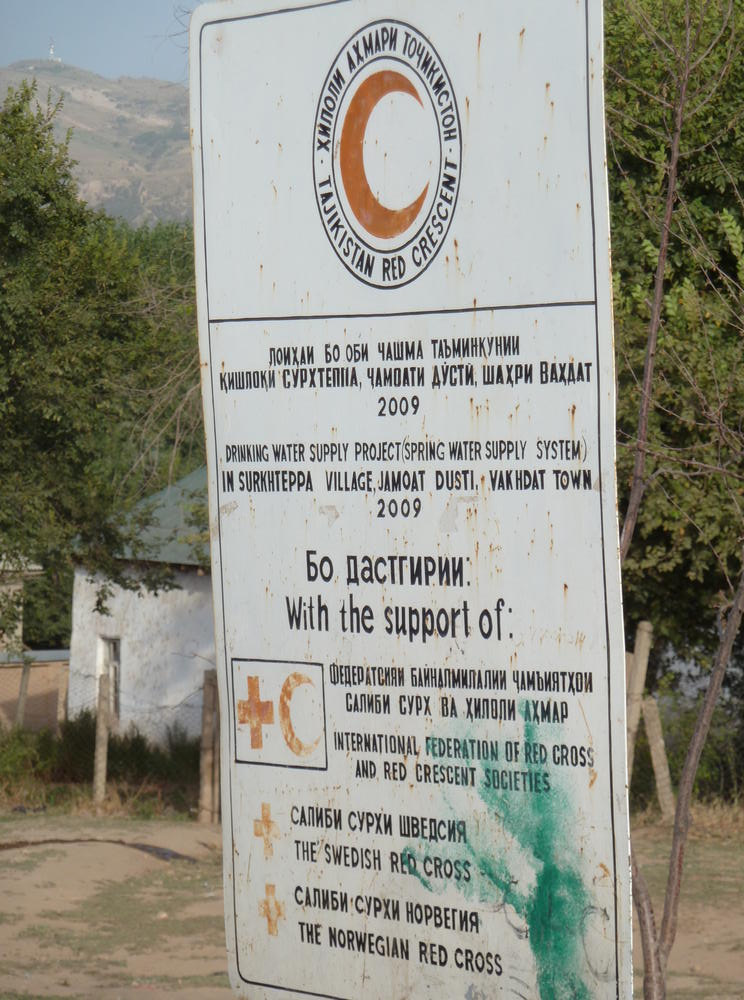 · ҲИЛОЛИ АҲМАРИ ТОҶИКИСТОН ·
TAJIKISTAN RED CRESCENT
ЛОИҲАИ БО ОБИ ЧАШМА ТАЪМИНКУНИИ
ҚИШЛОҚИ СУРХТЕППА, ҶАМОАТИ ДӮСТӢ, ШАҲРИ ВАҲДАТ
2009
DRINKING WATER SUPPLY PROJECT(SPRING WATER SUPPLY SYSTEM)
IN SURKHTEPPA VILLAGE, JAMOAT DUSTI, VAKHDAT TOWN
2009
Бо дастгирии:
With the support of:
ФЕДЕРАТСИЯИ БАЙНАЛМИЛАЛИИ ҶАМЪИЯТҲОИ
САЛИБИ СУРХ ВА ҲИЛОЛИ АҲМАР
INTERNATIONAL FEDERATION OF RED CROSS
AND RED CRESCENT SOCIETIES
САЛИБИ СУРХИ ШВЕДСИЯ
THE SWEDISH RED CROSS
САЛИБИ СУРХИ НОРВЕГИЯ
THE NORWEGIAN RED CROSS